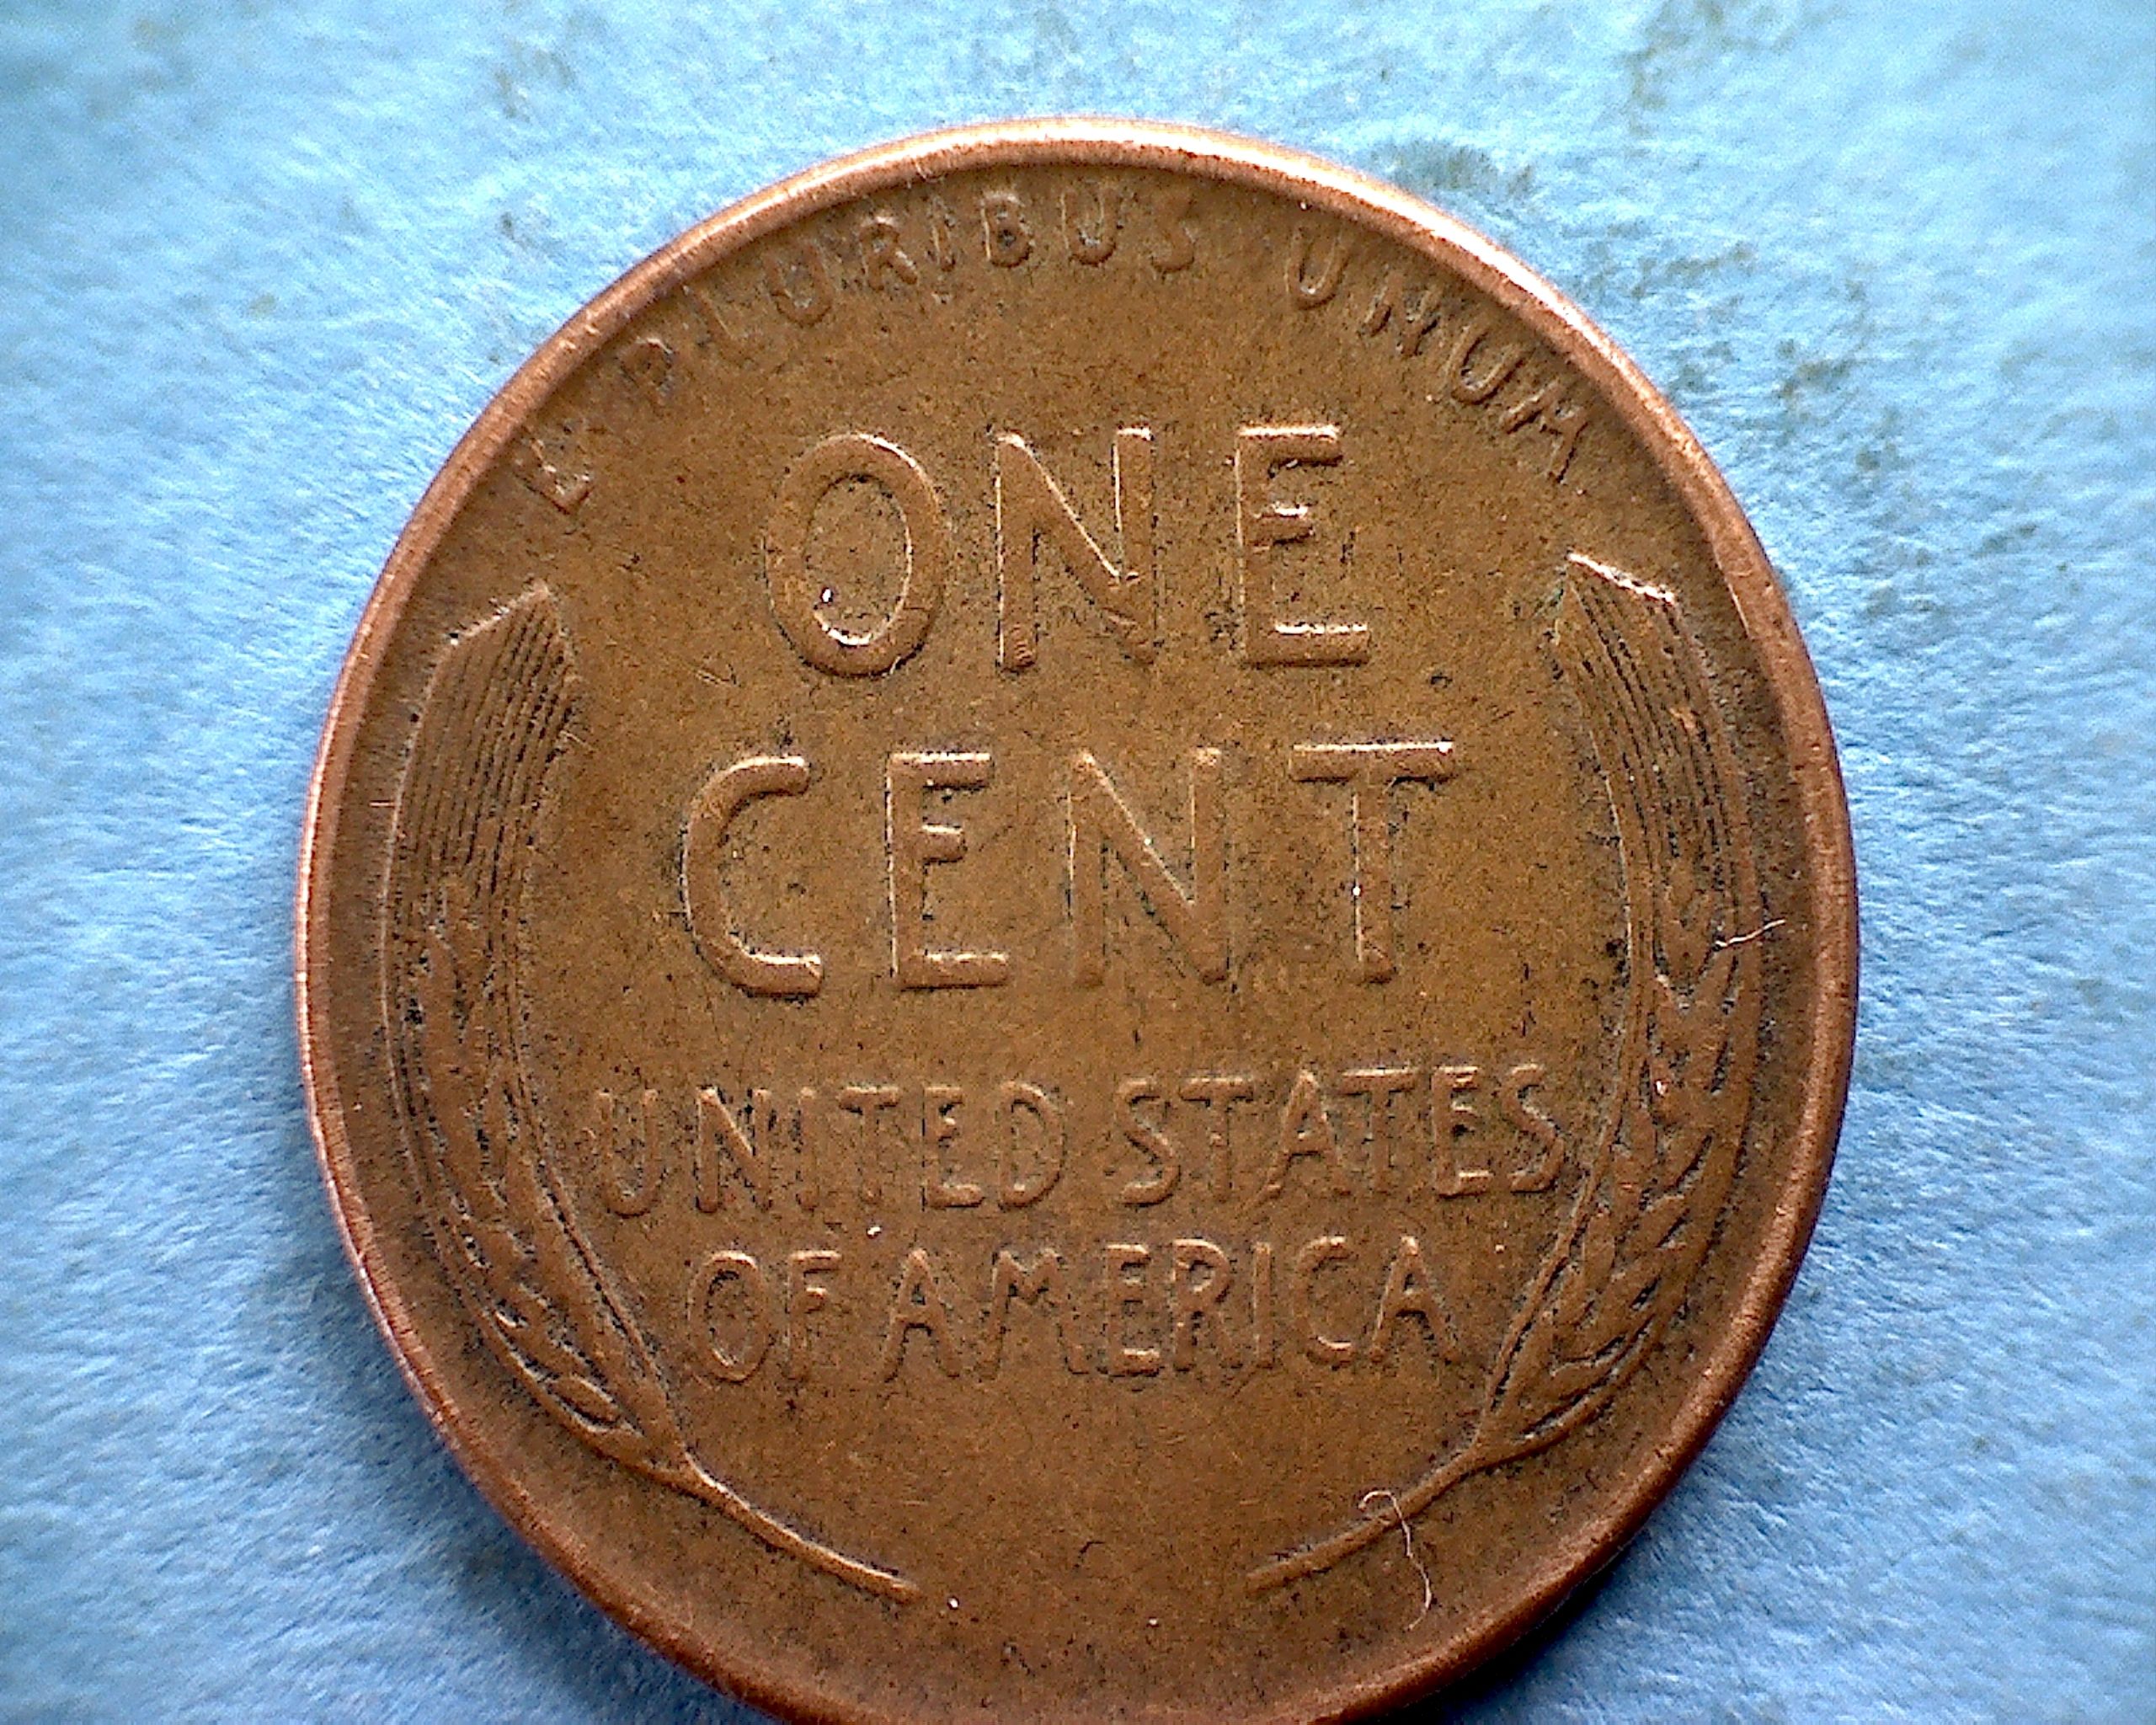 E PLURIBUS UNUM
ONE
CENT
UNITED STATES
OF AMERICA